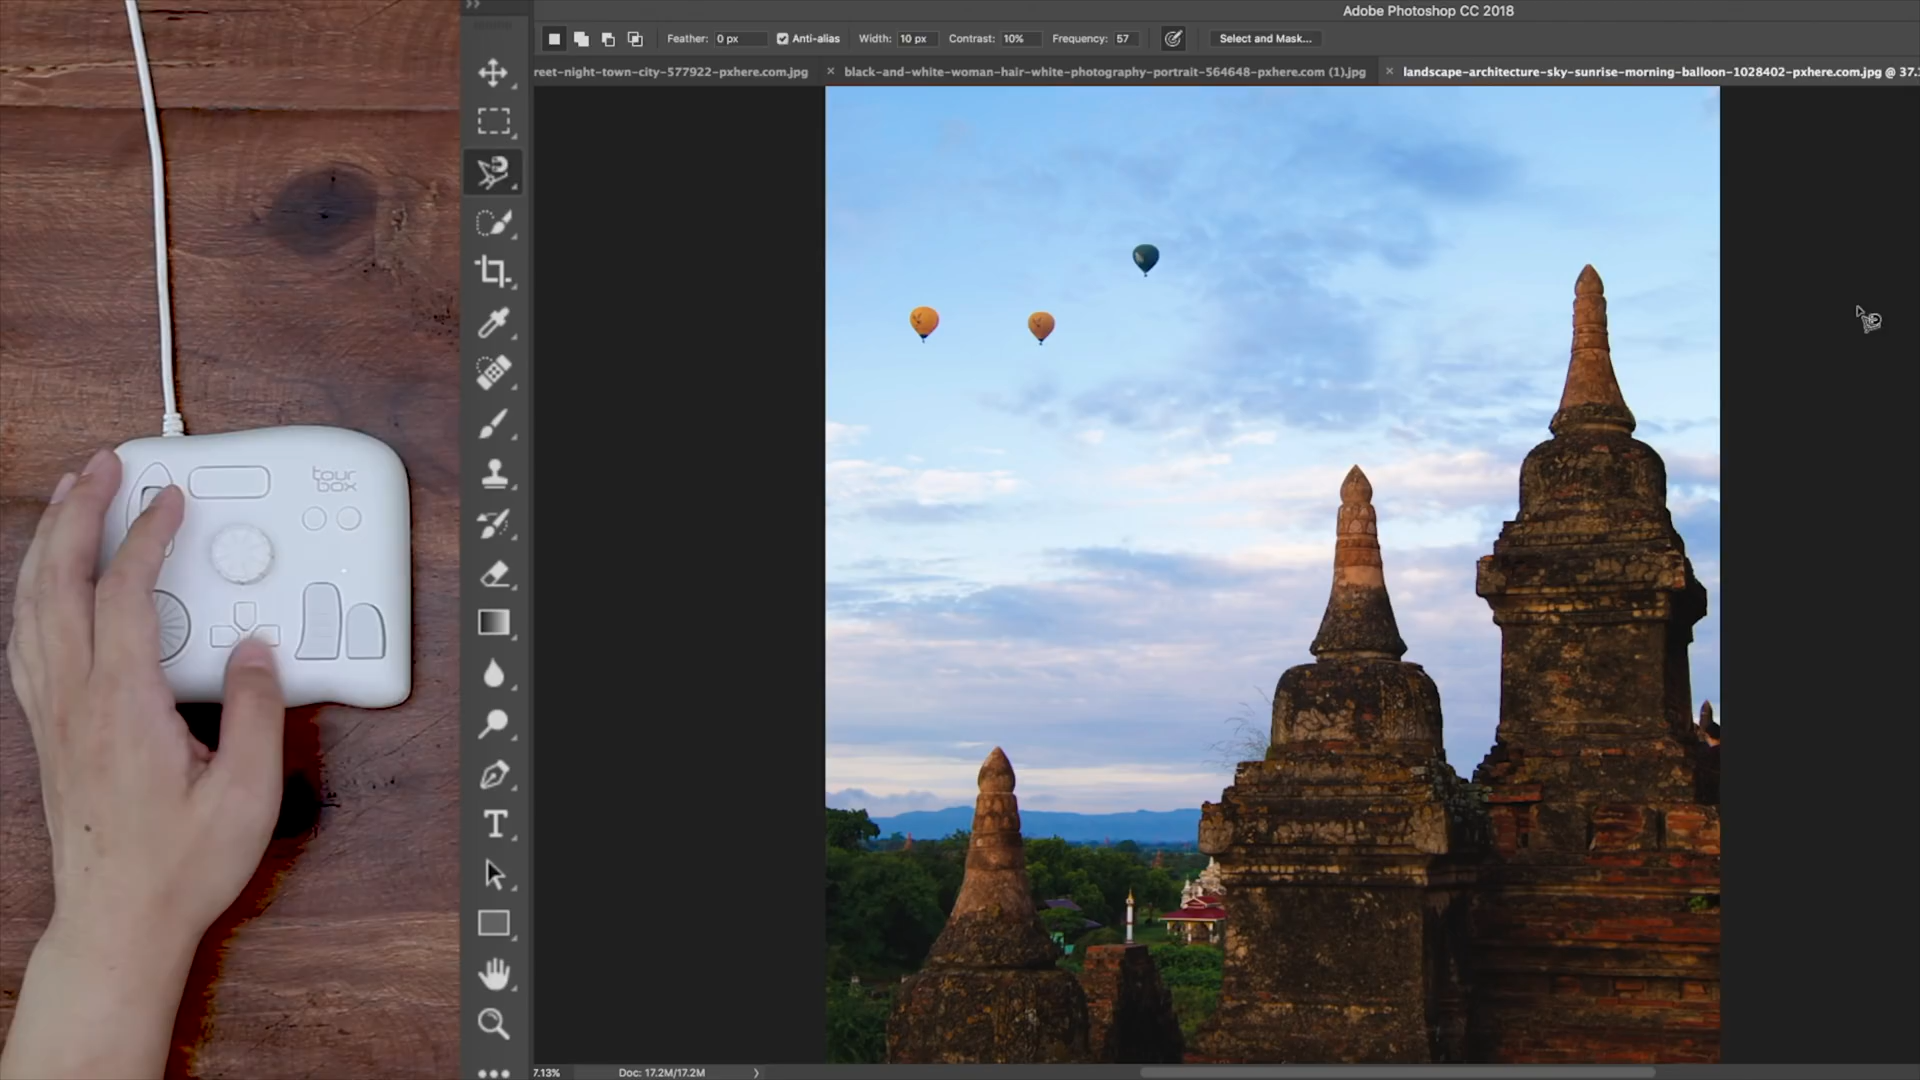 Adobe Photoshop CC 2018
Feather: 0 px Anti-alias Width: 10 px Contrast: 10% Frequency: 57 Select and Mask...
reet-night-town-city-577922-pxhere.com.jpg × black-and-white-woman-hair-white-photography-portrait-564648-pxhere.com (1).jpg × landscape-architecture-sky-sunrise-morning-balloon-1028402-pxhere.com.jpg @ 37.
tour
box
T
7.13% Doc: 17.2M/17.2M